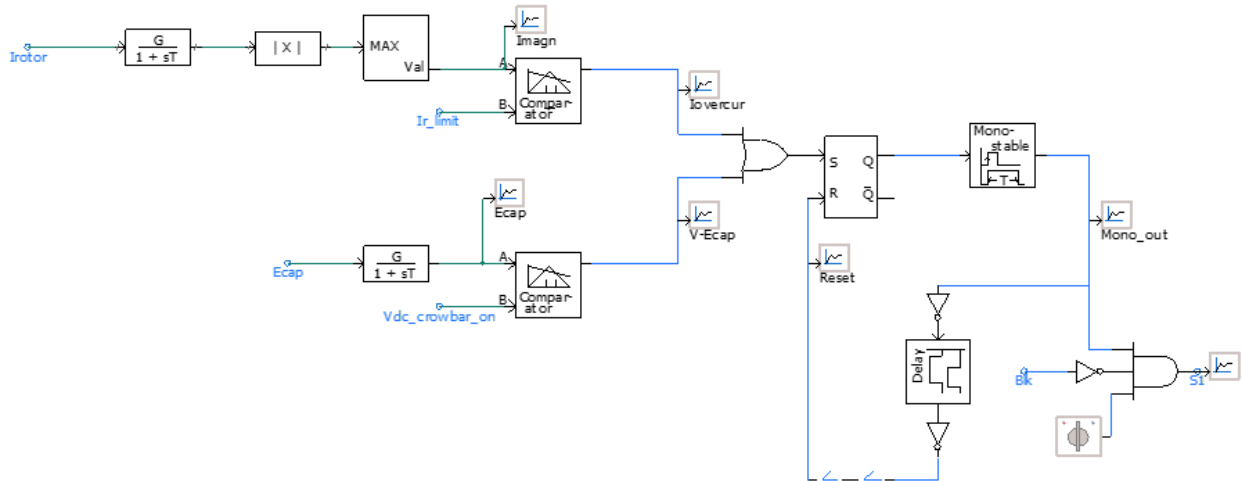 Irotor
G
1 + sT
| X |
MAX
Val
Imagn
A
B
Compar-
ator
Ir_limit
Iovercur
Ecap
G
1 + sT
Ecap
A
B
Compar-
ator
Vdc_crowbar_on
V-Ecap
S Q
R Q
Mono-
stable
T
Mono_out
Reset
Delay
Blk
S1